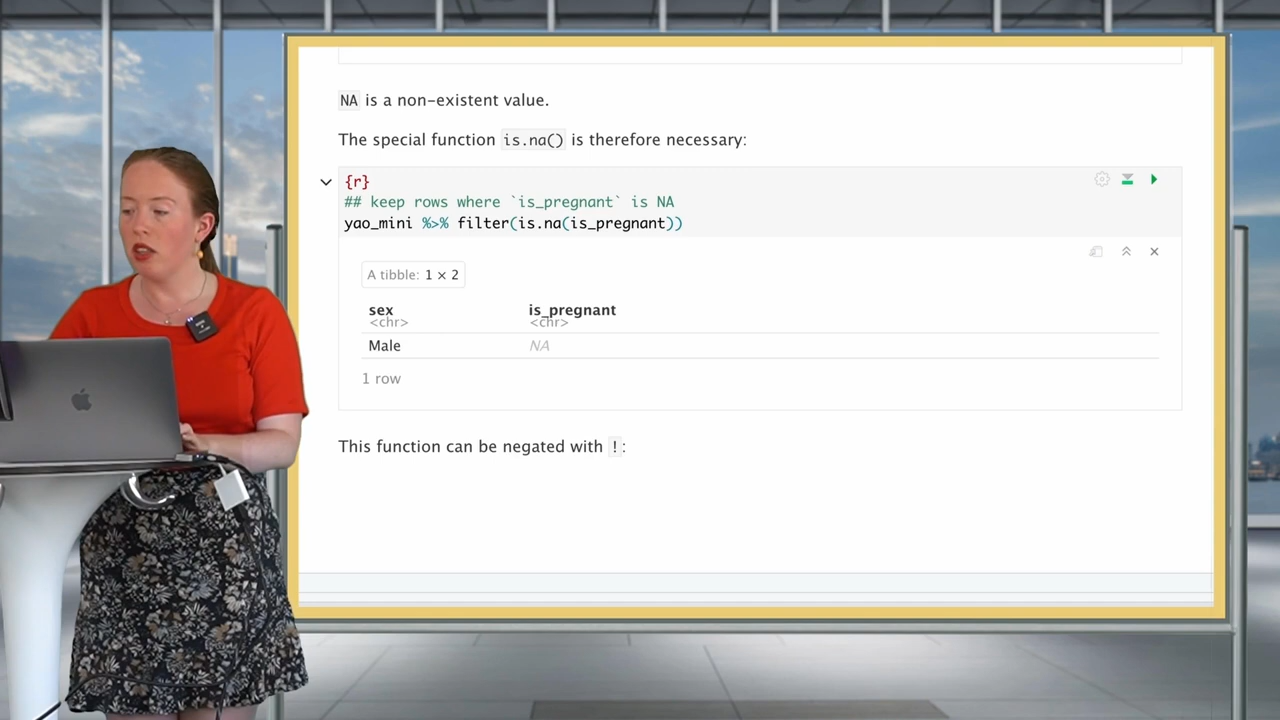 NA is a non-existent value.
The special function is.na() is therefore necessary:
{r}
## keep rows where `is_pregnant` is NA
yao_mini %>% filter(is.na(is_pregnant))
A tibble: 1 × 2
sex is_pregnant
<chr> <chr>
Male NA
1 row
This function can be negated with !: